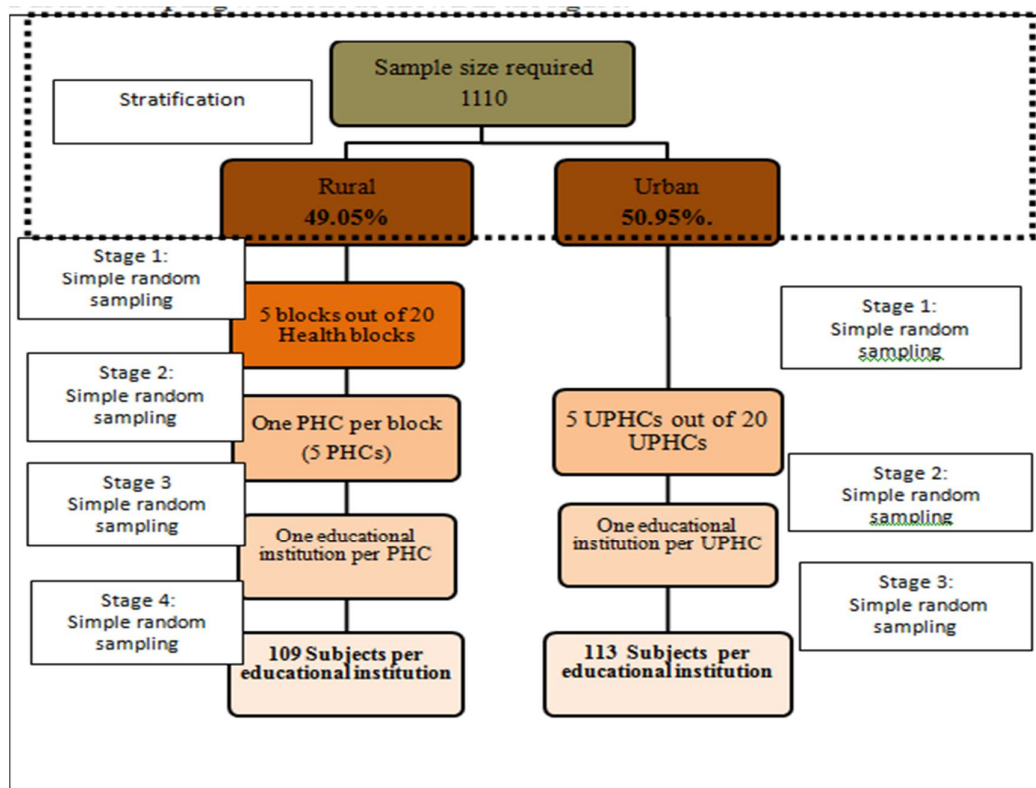 Sample size required
1110
Stratification
Rural
49.05%
Urban
50.95%.
Stage 1:
Simple random
sampling
5 blocks out of 20
Health blocks
Stage 1:
Simple random
sampling
Stage 2:
Simple random
sampling
One PHC per block
(5 PHCs)
5 UPHCs out of 20
UPHCs
Stage 3
Simple random
sampling
One educational
institution per PHC
One educational
institution per UPHC
Stage 2:
Simple random
sampling
Stage 4:
Simple random
sampling
109 Subjects per
educational institution
113 Subjects per
educational institution
Stage 3:
Simple random
sampling